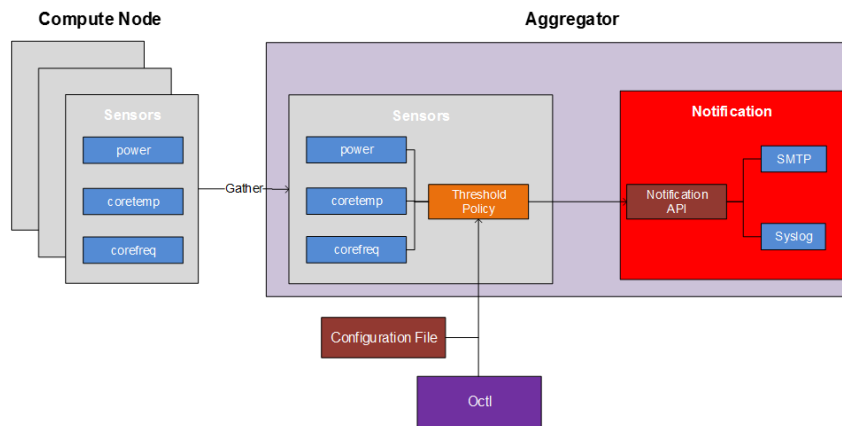 Compute Node
Aggregator
Sensors
power
coretemp
corefreq
Gather
Sensors
power
coretemp
corefreq
Threshold
Policy
Notification
Notification
API
SMTP
Syslog
Configuration File
Octl